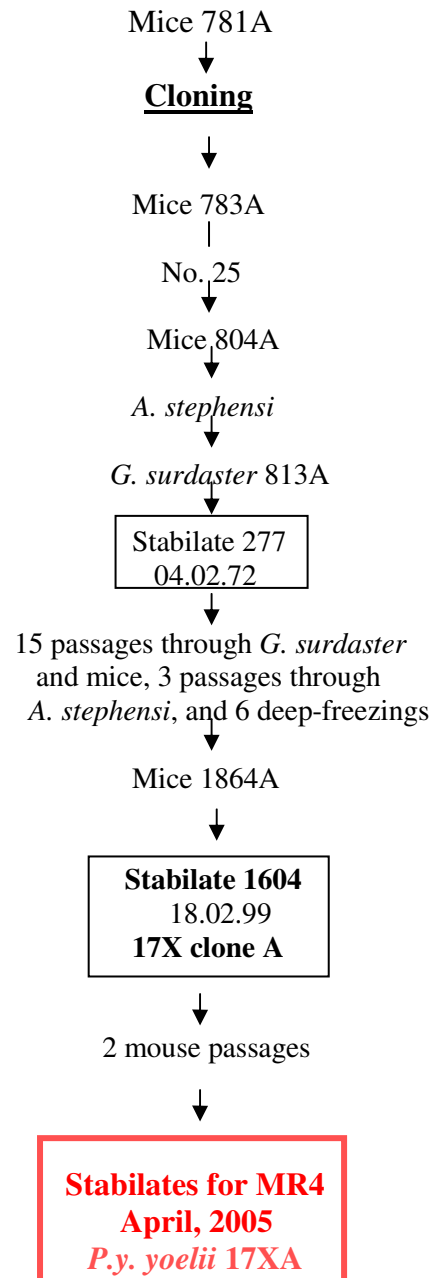 Mice 781A
Cloning
Mice 783A
No. 25
Mice 804A
A. stephensi
G. surdaster 813A
Stabilate 277
04.02.72
15 passages through G. surdaster
and mice, 3 passages through
A. stephensi, and 6 deep-freezings
Mice 1864A
Stabilate 1604
18.02.99
17X clone A
2 mouse passages
Stabilates for MR4
April, 2005
P.y. yoelii 17XA